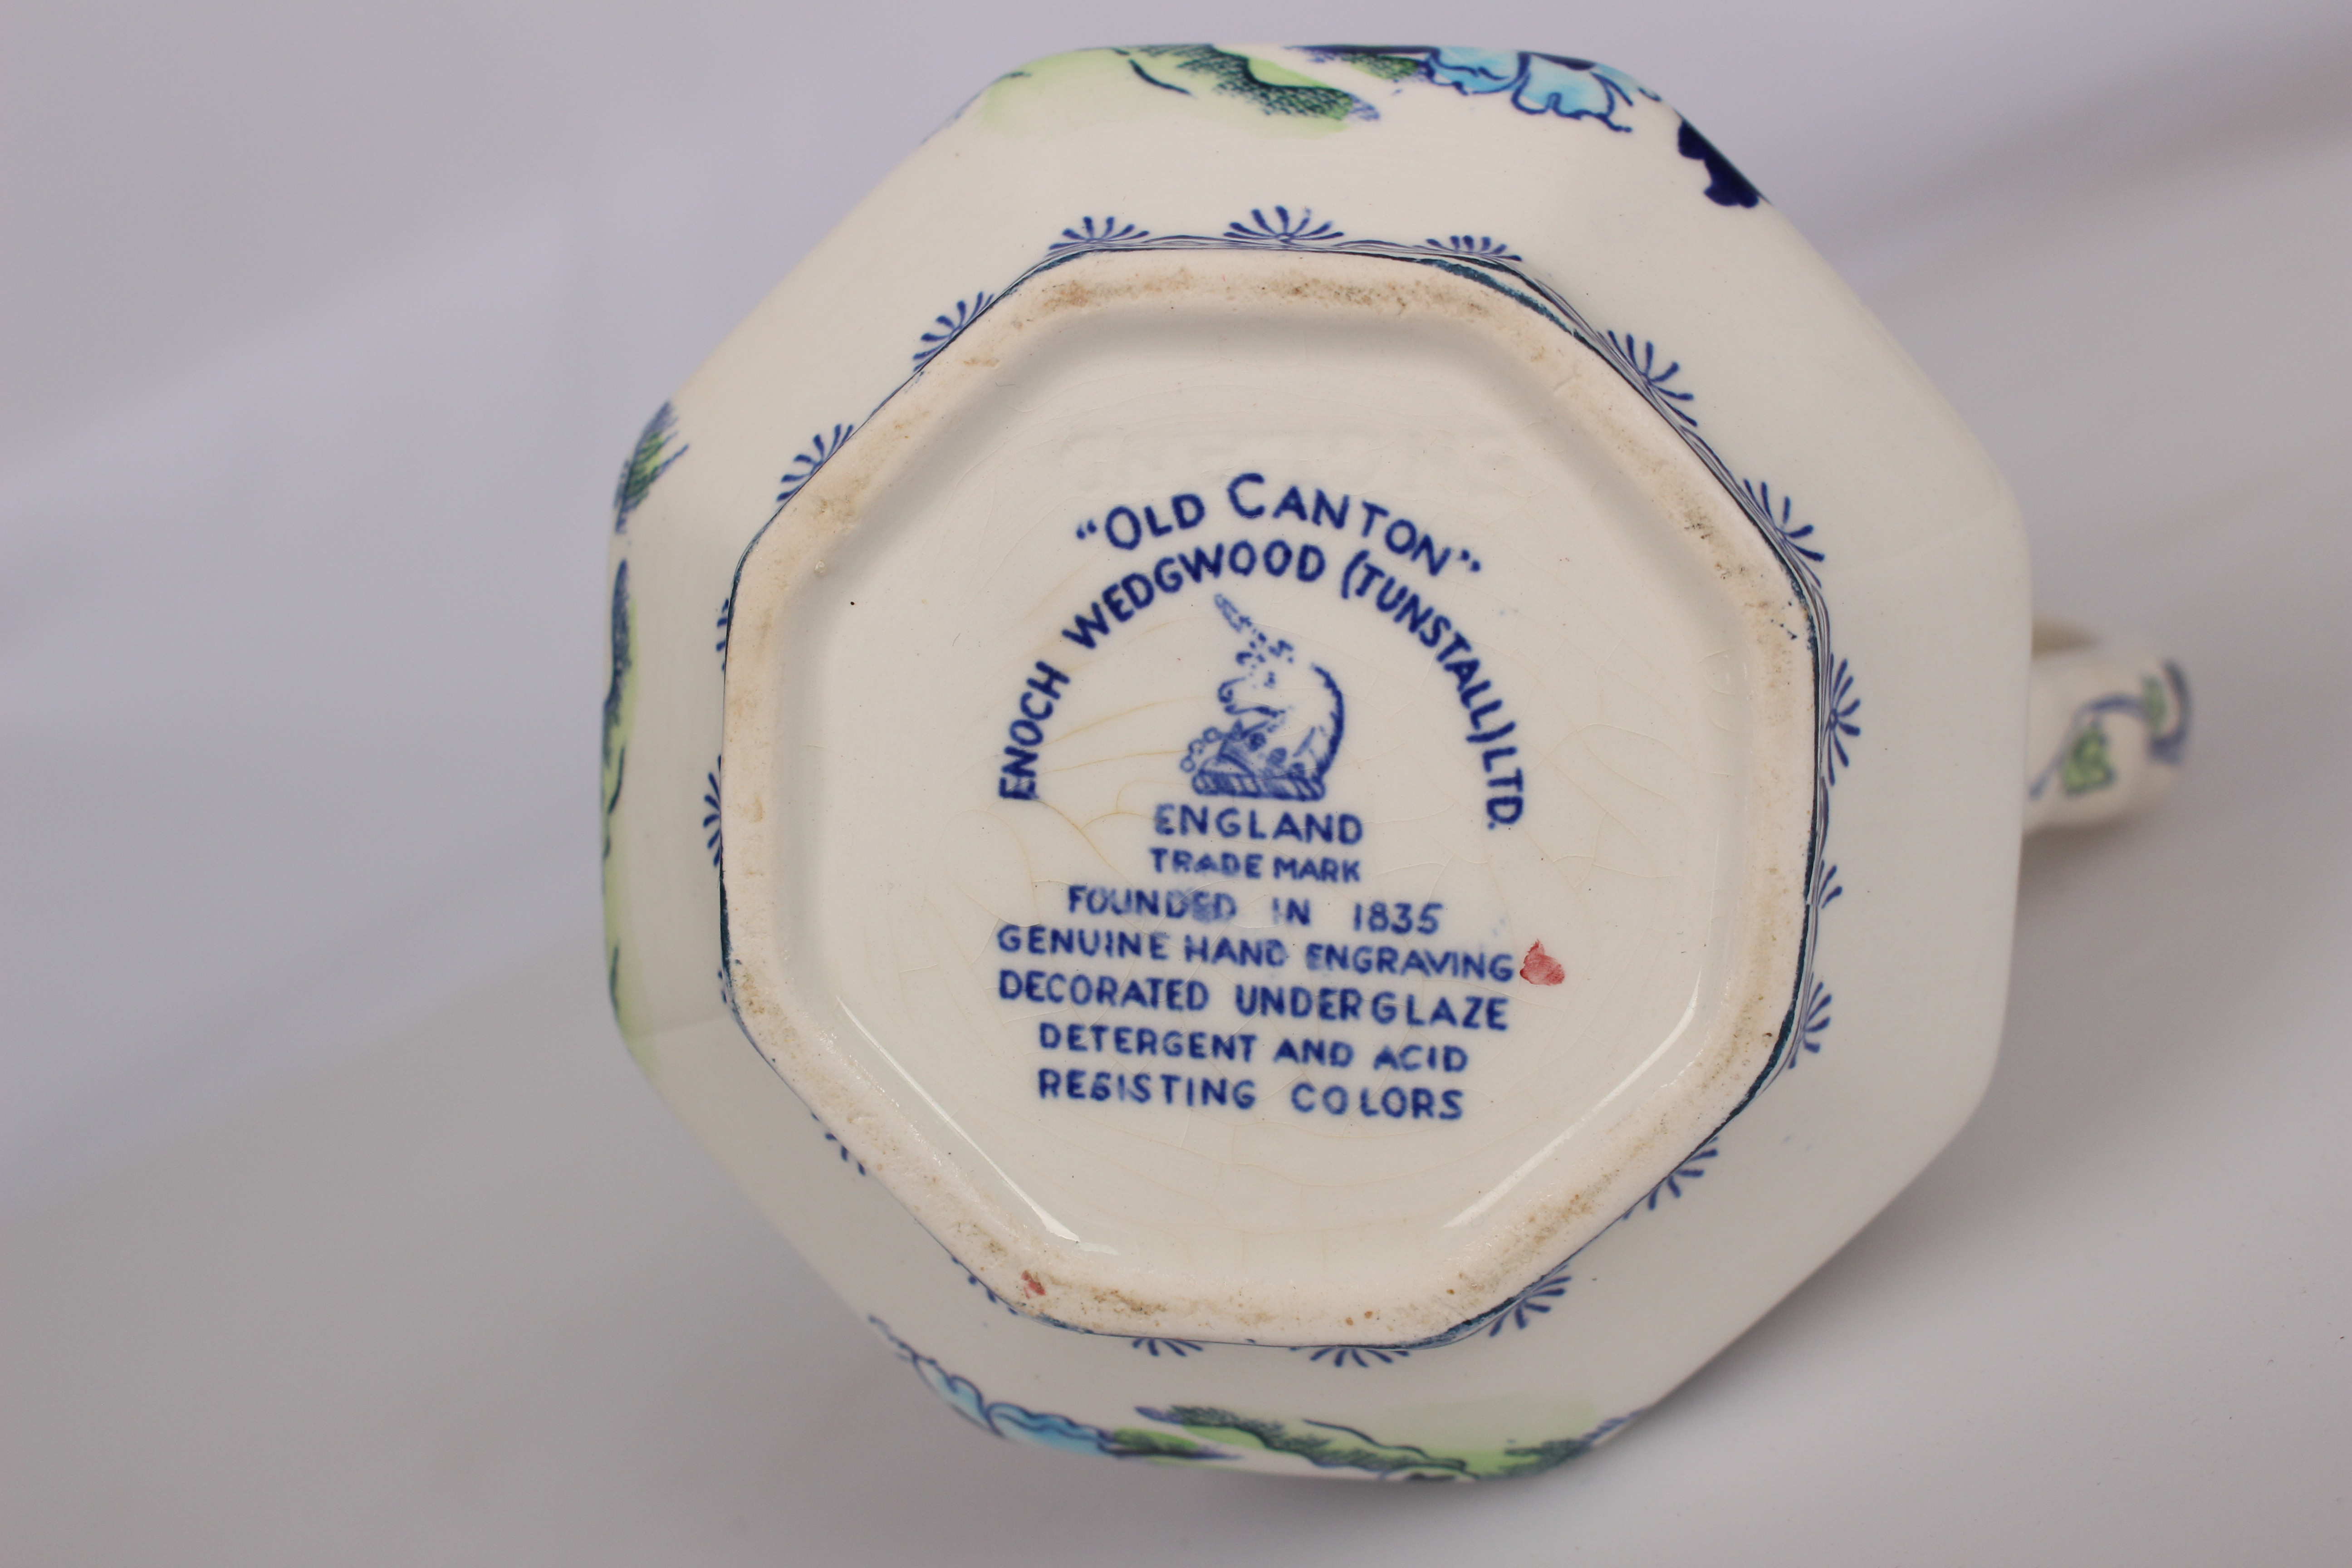 "OLD CANTON"
ENOCH WEDGWOOD (TUNSTALL) LTD.
ENGLAND
TRADE MARK
FOUNDED IN 1835
GENUINE HAND ENGRAVING
DECORATED UNDERGLAZE
DETERGENT AND ACID
RESISTING COLORS